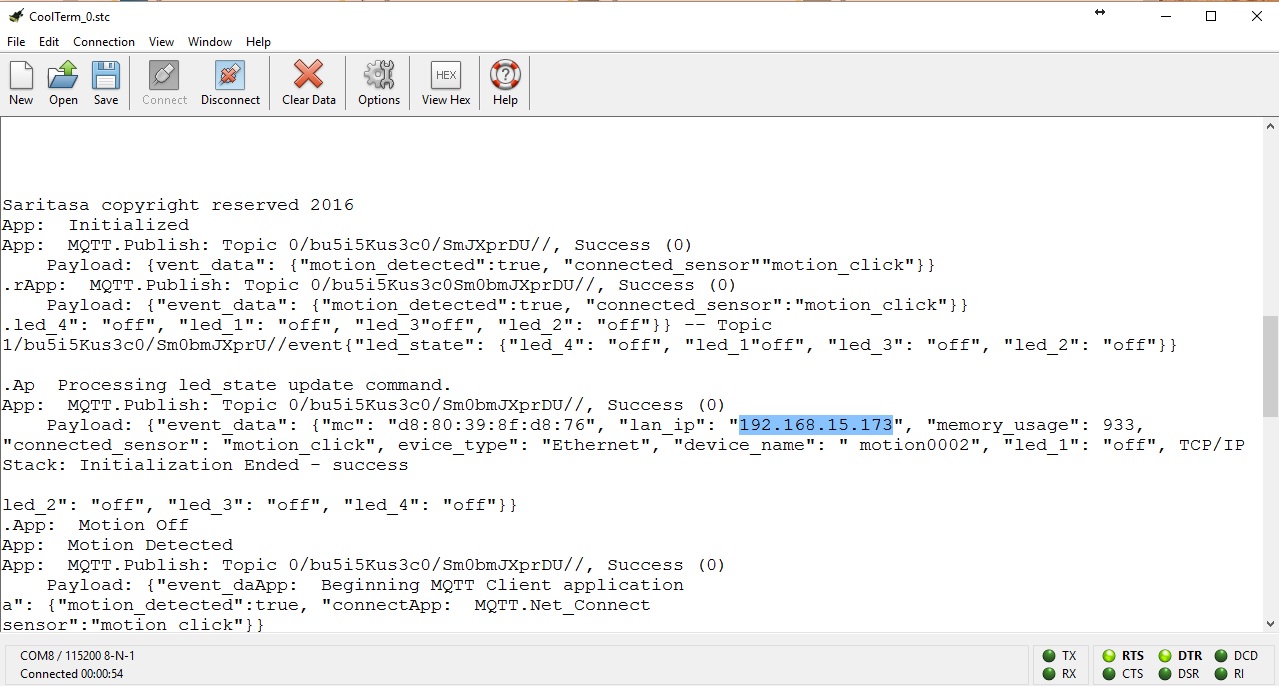 CoolTerm_0.stc
File Edit Connection View Window Help
New Open Save Connect Disconnect Clear Data Options HEX View Hex ? Help
Saritasa copyright reserved 2016
App:  Initialized
App:  MQTT.Publish: Topic 0/bu5i5Kus3c0/SmJXprDU//, Success (0)
    Payload: {vent_data": {"motion_detected":true, "connected_sensor""motion_click"}}
.rApp:  MQTT.Publish: Topic 0/bu5i5Kus3c0Sm0bmJXprDU//, Success (0)
    Payload: {"event_data": {"motion_detected":true, "connected_sensor":"motion_click"}}
.led_4": "off", "led_1": "off", "led_3"off", "led_2": "off"}} -- Topic
1/bu5i5Kus3c0/Sm0bmJXprU//event{"led_state": {"led_4": "off", "led_1"off", "led_3": "off", "led_2": "off"}}
.Ap  Processing led_state update command.
App:  MQTT.Publish: Topic 0/bu5i5Kus3c0/Sm0bmJXprDU//, Success (0)
    Payload: {"event_data": {"mc": "d8:80:39:8f:d8:76", "lan_ip": "192.168.15.173", "memory_usage": 933,
"connected_sensor": "motion_click", evice_type": "Ethernet", "device_name": " motion0002", "led_1": "off", TCP/IP
Stack: Initialization Ended - success
led_2": "off", "led_3": "off", "led_4": "off"}}
.App:  Motion Off
App:  Motion Detected
App:  MQTT.Publish: Topic 0/bu5i5Kus3c0/Sm0bmJXprDU//, Success (0)
    Payload: {"event_daApp:  Beginning MQTT Client application
a": {"motion_detected":true, "connectApp:  MQTT.Net_Connect
sensor":"motion_click"}}
COM8 / 115200 8-N-1
Connected 00:00:54
TX RTS DTR DCD
RX CTS DSR RI